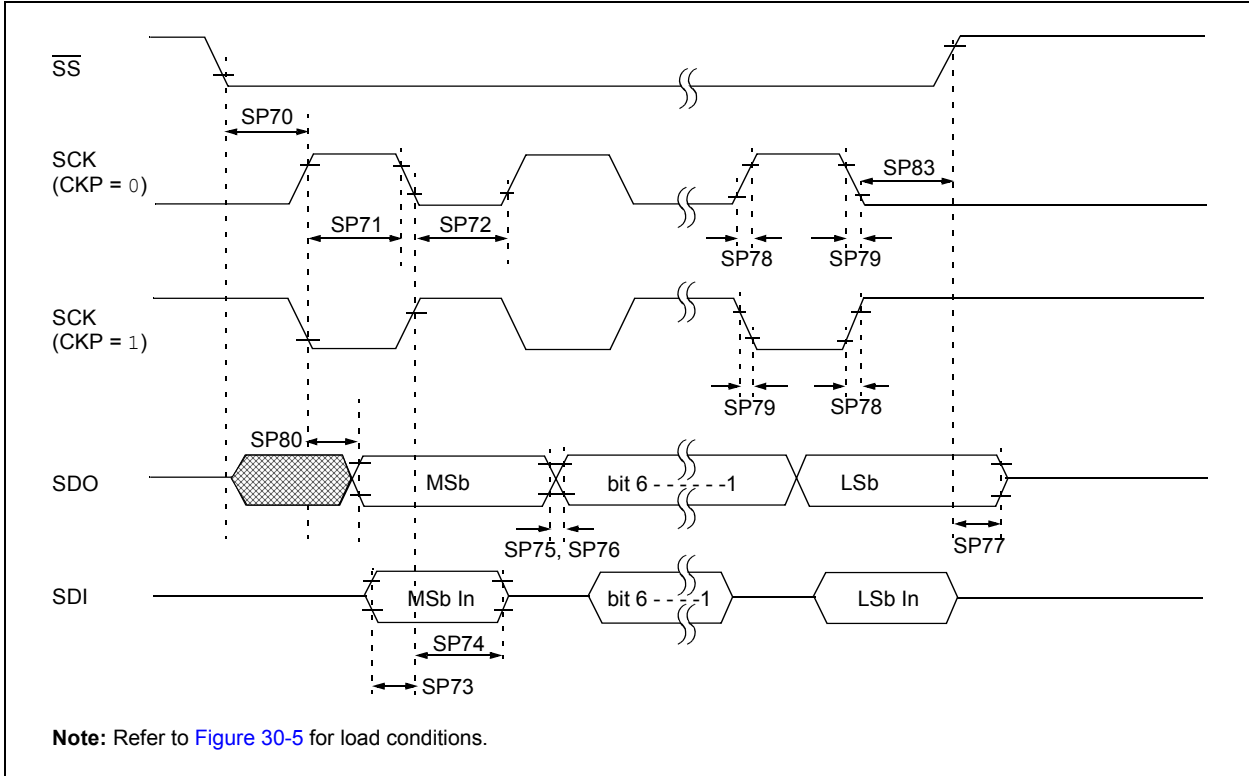 SS
SP70
SCK
(CKP = 0)
SP83
SP71
SP72
SP78
SP79
SCK
(CKP = 1)
SP79
SP78
SP80
SDO
MSb
bit 6 - - - - - -1
LSb
SP75, SP76
SP77
SDI
MSb In
bit 6 - - - -1
LSb In
SP74
SP73
Note: Refer to Figure 30-5 for load conditions.